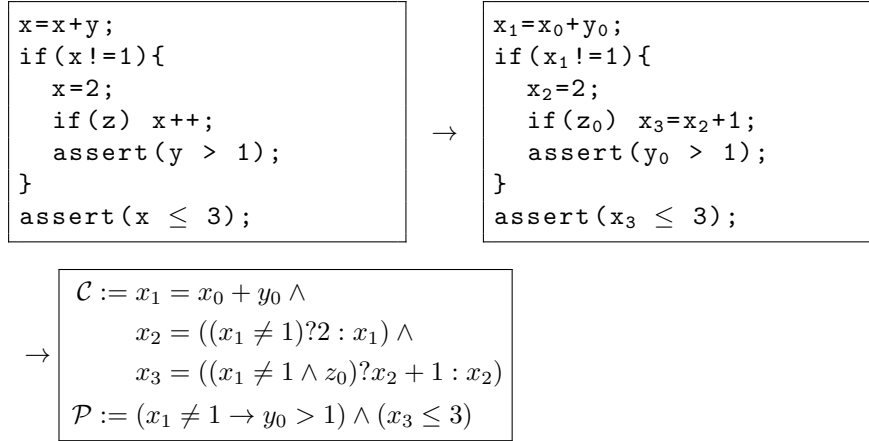 x=x+y;
if(x!=1){
  x=2;
  if(z) x++;
  assert(y > 1);
}
assert(x ≤ 3);
→
x₁=x₀+y₀;
if(x₁!=1){
  x₂=2;
  if(z₀) x₃=x₂+1;
  assert(y₀ > 1);
}
assert(x₃ ≤ 3);
→
𝒞 := x₁ = x₀ + y₀ ∧
x₂ = ((x₁ ≠ 1)?2 : x₁) ∧
x₃ = ((x₁ ≠ 1 ∧ z₀)?x₂ + 1 : x₂)
𝒫 := (x₁ ≠ 1 → y₀ > 1) ∧ (x₃ ≤ 3)